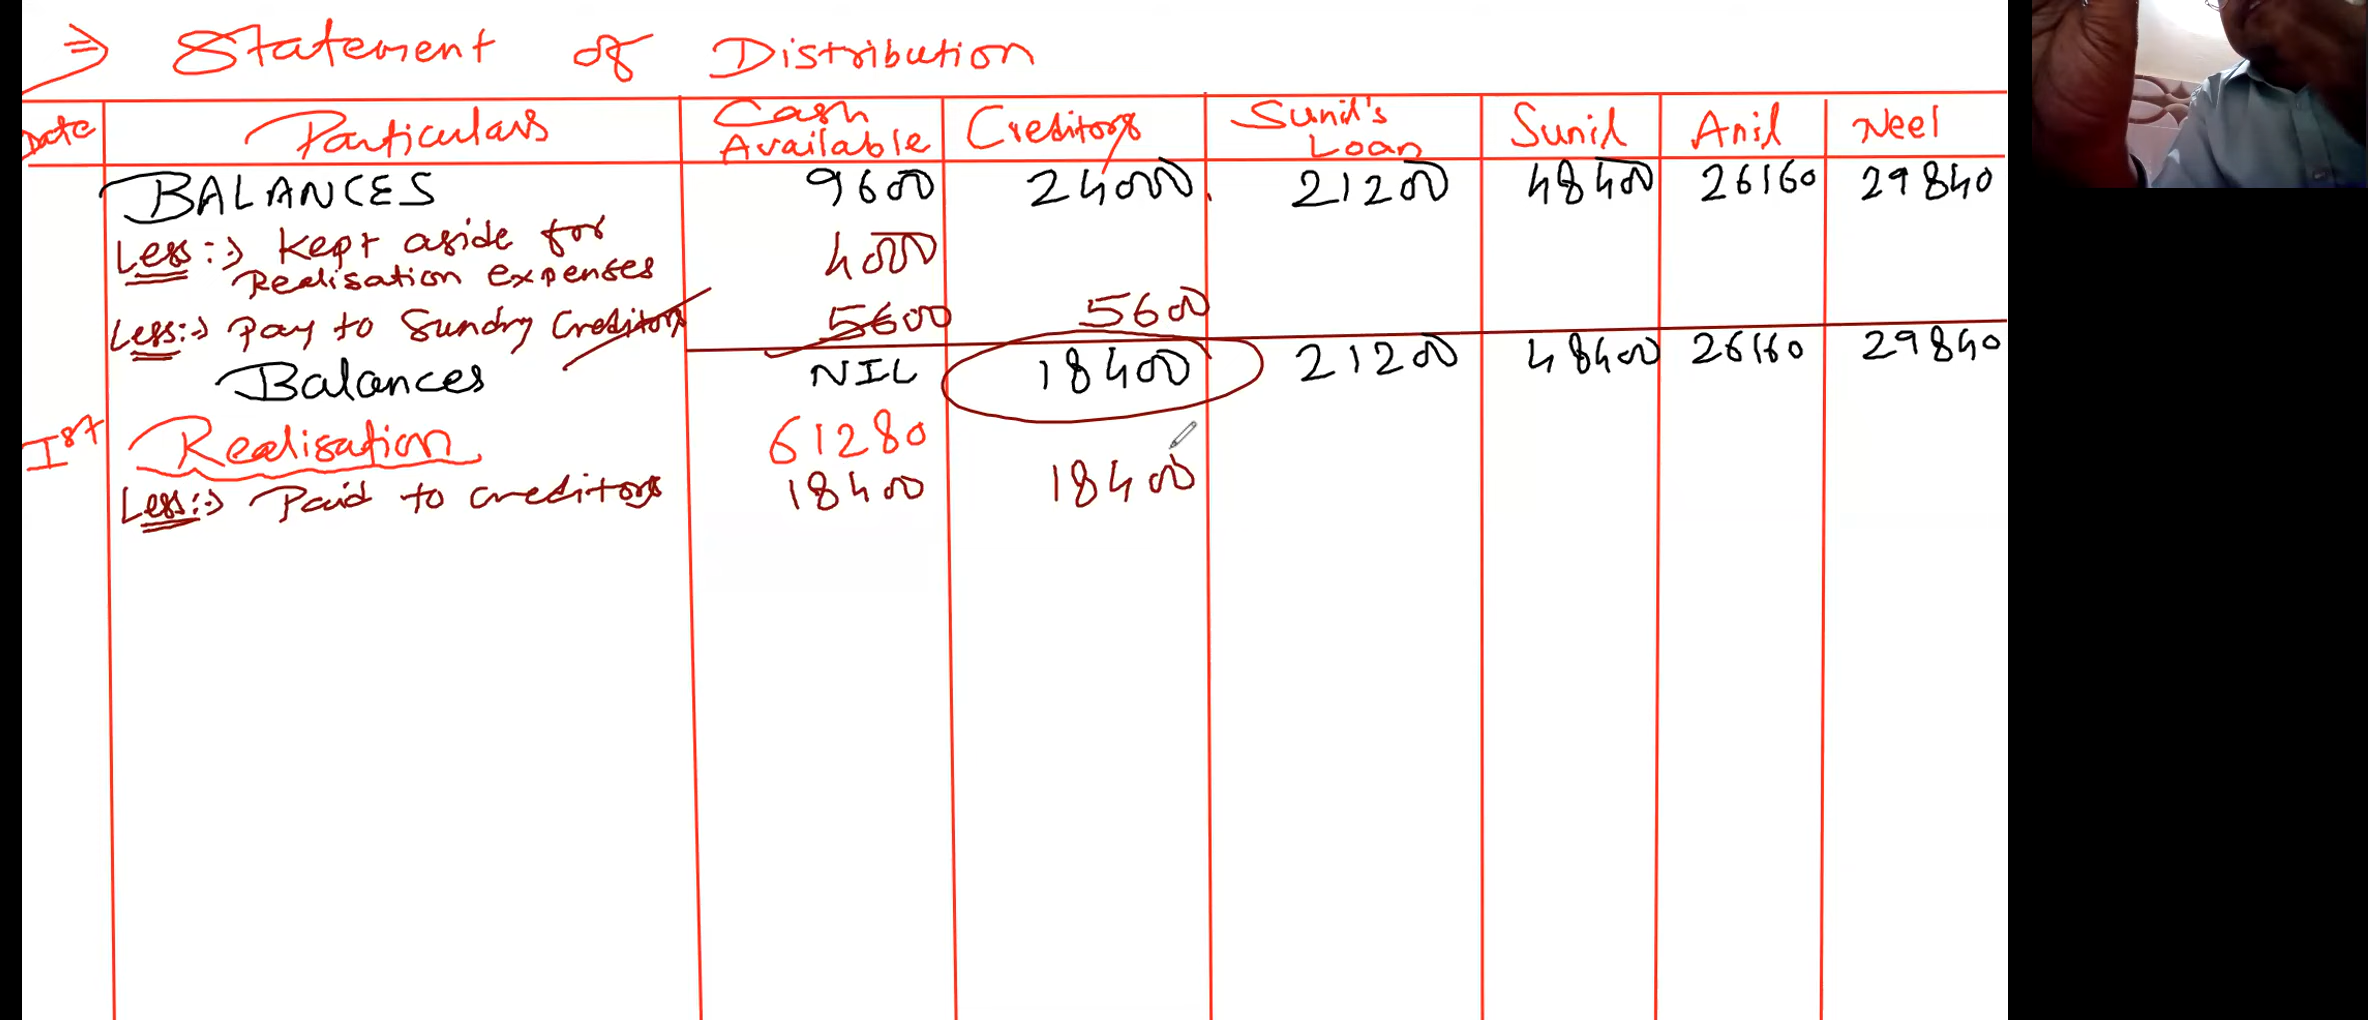 ⇒ Statement of Distribution
Date Particulars Cash Available Creditors Sunil's Loan Sunil Anil Neel
BALANCES 9600 24000 21200 48400 26160 29840
Less:→ Kept aside for Realisation expenses 4000
Less:→ Pay to Sundry Creditors 5600 5600
Balances NIL 18400 21200 48400 26160 29840
Ist Realisation 61280
Less:→ Paid to creditors 18400 18400